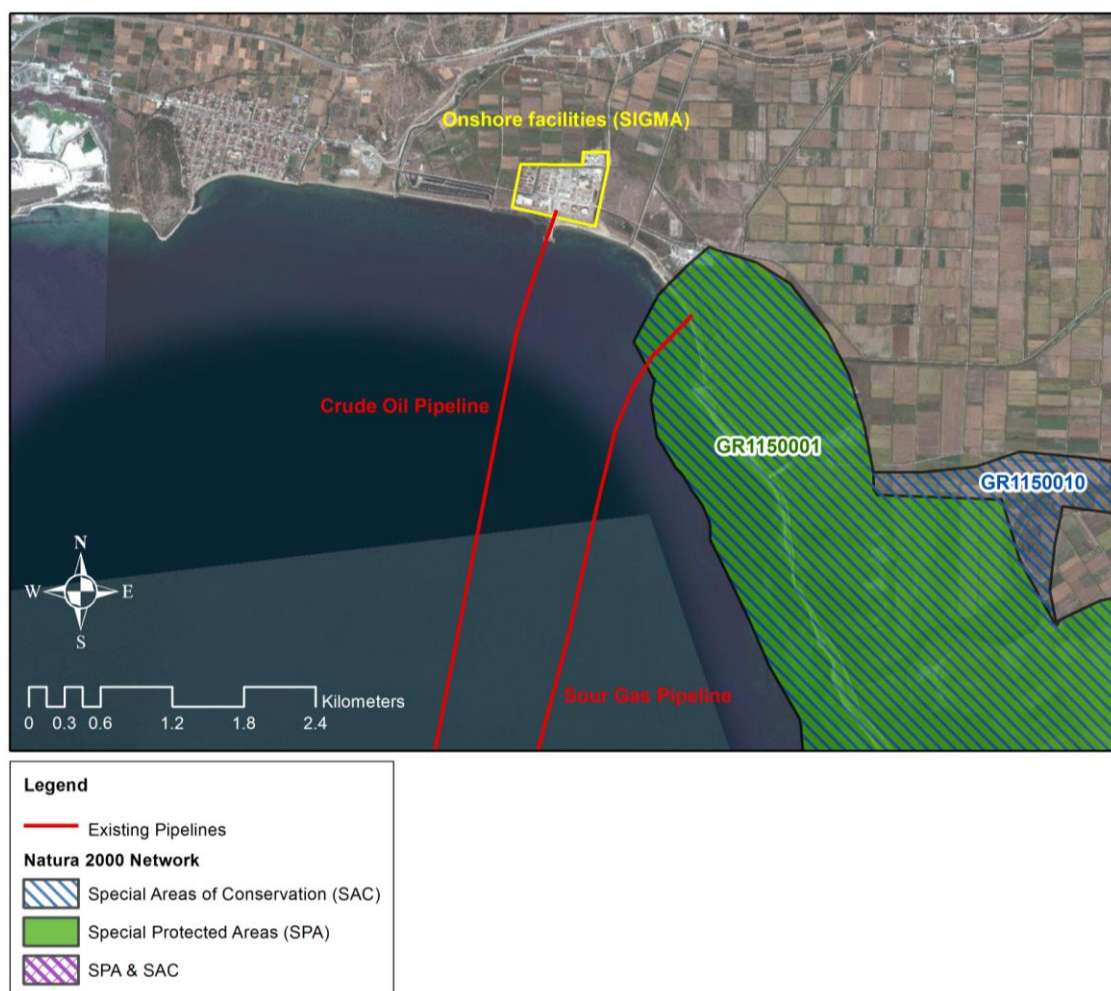 Onshore facilities (SIGMA)
Crude Oil Pipeline
GR1150001
GR1150010
N
W E
S
Sour Gas Pipeline
Kilometers
0 0.3 0.6 1.2 1.8 2.4
Legend
Existing Pipelines
Natura 2000 Network
Special Areas of Conservation (SAC)
Special Protected Areas (SPA)
SPA & SAC